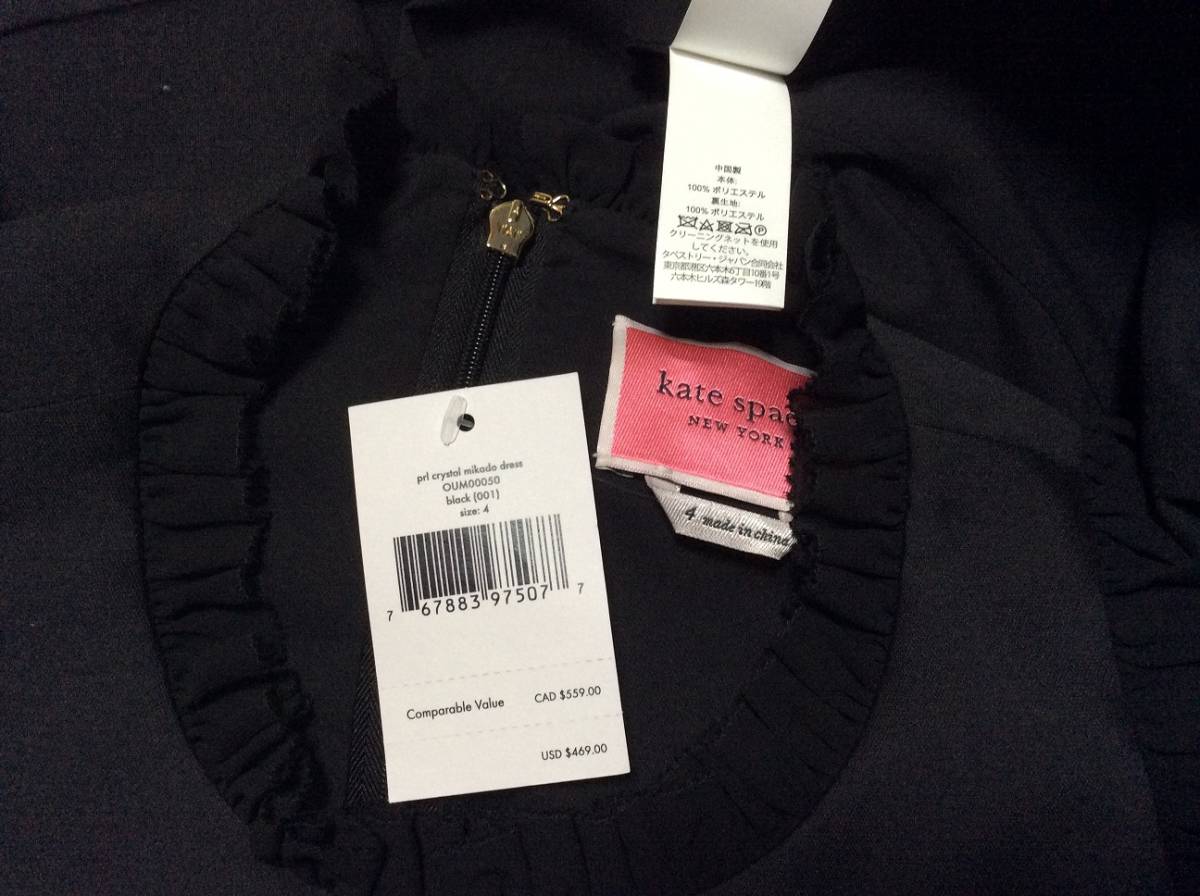 中国製
本体:
100% ポリエステル
裏生地:
100% ポリエステル
クリーニングネットを使用
してください。
タペストリー・ジャパン合同会社
東京都港区六本木6丁目10番1号
六本木ヒルズ森タワー19階
kate spade
NEW YORK
4 made in china
prl crystal mikado dress
OUM00050
black (001)
size: 4
7 67883 97507 7
Comparable Value CAD $559.00
USD $469.00